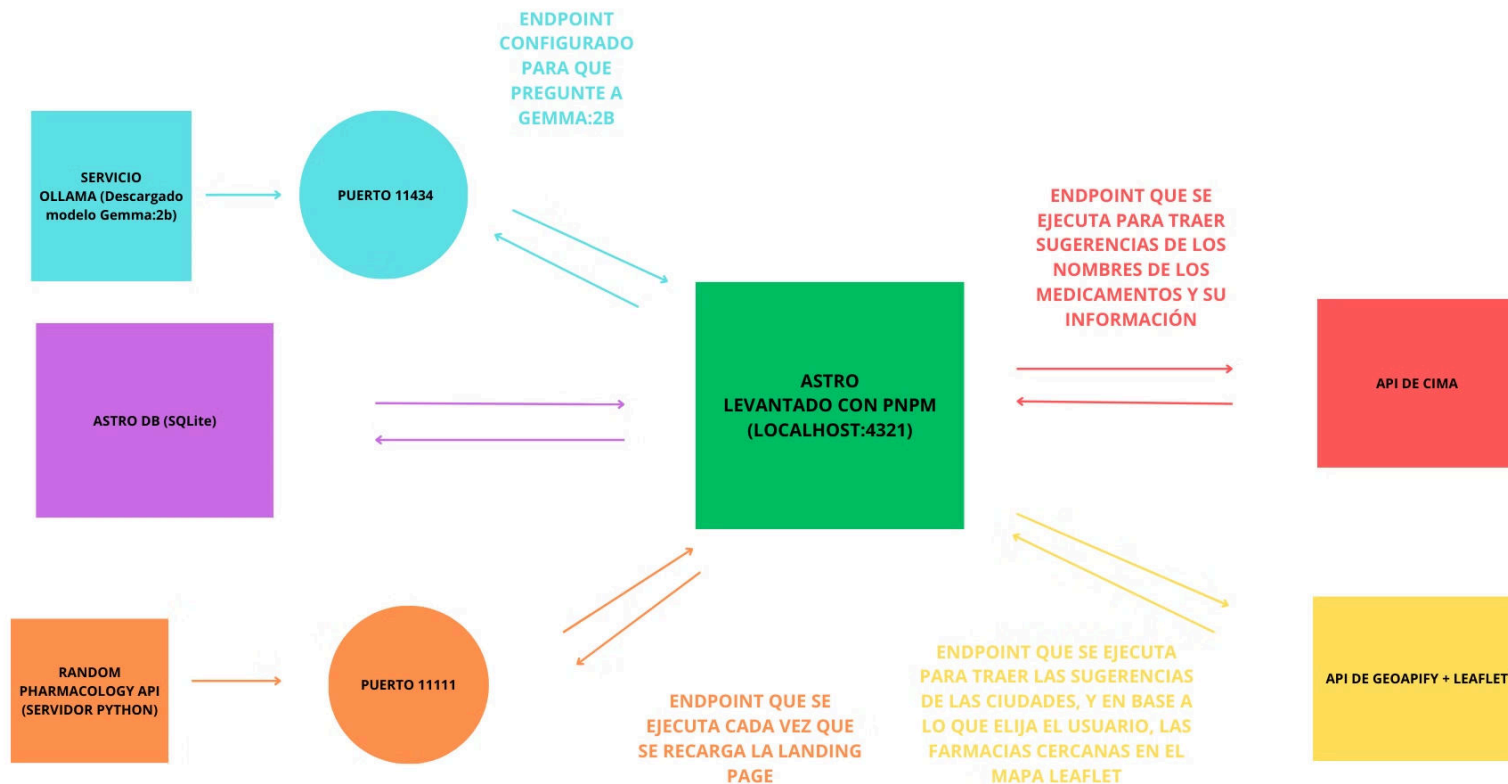 ENDPOINT
CONFIGURADO
PARA QUE
PREGUNTE A
GEMMA:2B
SERVICIO
OLLAMA (Descargado
modelo Gemma:2b)
PUERTO 11434
ENDPOINT QUE SE
EJECUTA PARA TRAER
SUGERENCIAS DE LOS
NOMBRES DE LOS
MEDICAMENTOS Y SU
INFORMACIÓN
ASTRO DB (SQLite)
ASTRO
LEVANTADO CON PNPM
(LOCALHOST:4321)
API DE CIMA
RANDOM
PHARMACOLOGY API
(SERVIDOR PYTHON)
PUERTO 11111
ENDPOINT QUE SE
EJECUTA CADA VEZ QUE
SE RECARGA LA LANDING
PAGE
ENDPOINT QUE SE EJECUTA
PARA TRAER LAS SUGERENCIAS
DE LAS CIUDADES, Y EN BASE A
LO QUE ELIJA EL USUARIO, LAS
FARMACIAS CERCANAS EN EL
MAPA LEAFLET
API DE GEOAPIFY + LEAFLET